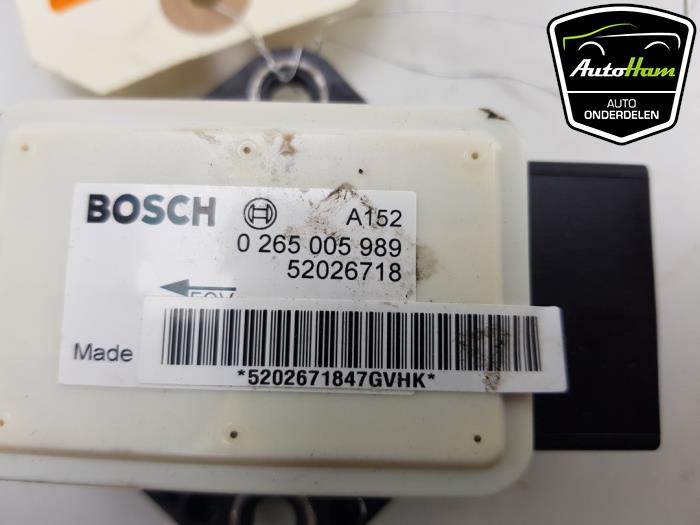 AutoHam
AUTO
ONDERDELEN
BOSCH
A152
0 265 005 989
52026718
Made
*5202671847GVHK*